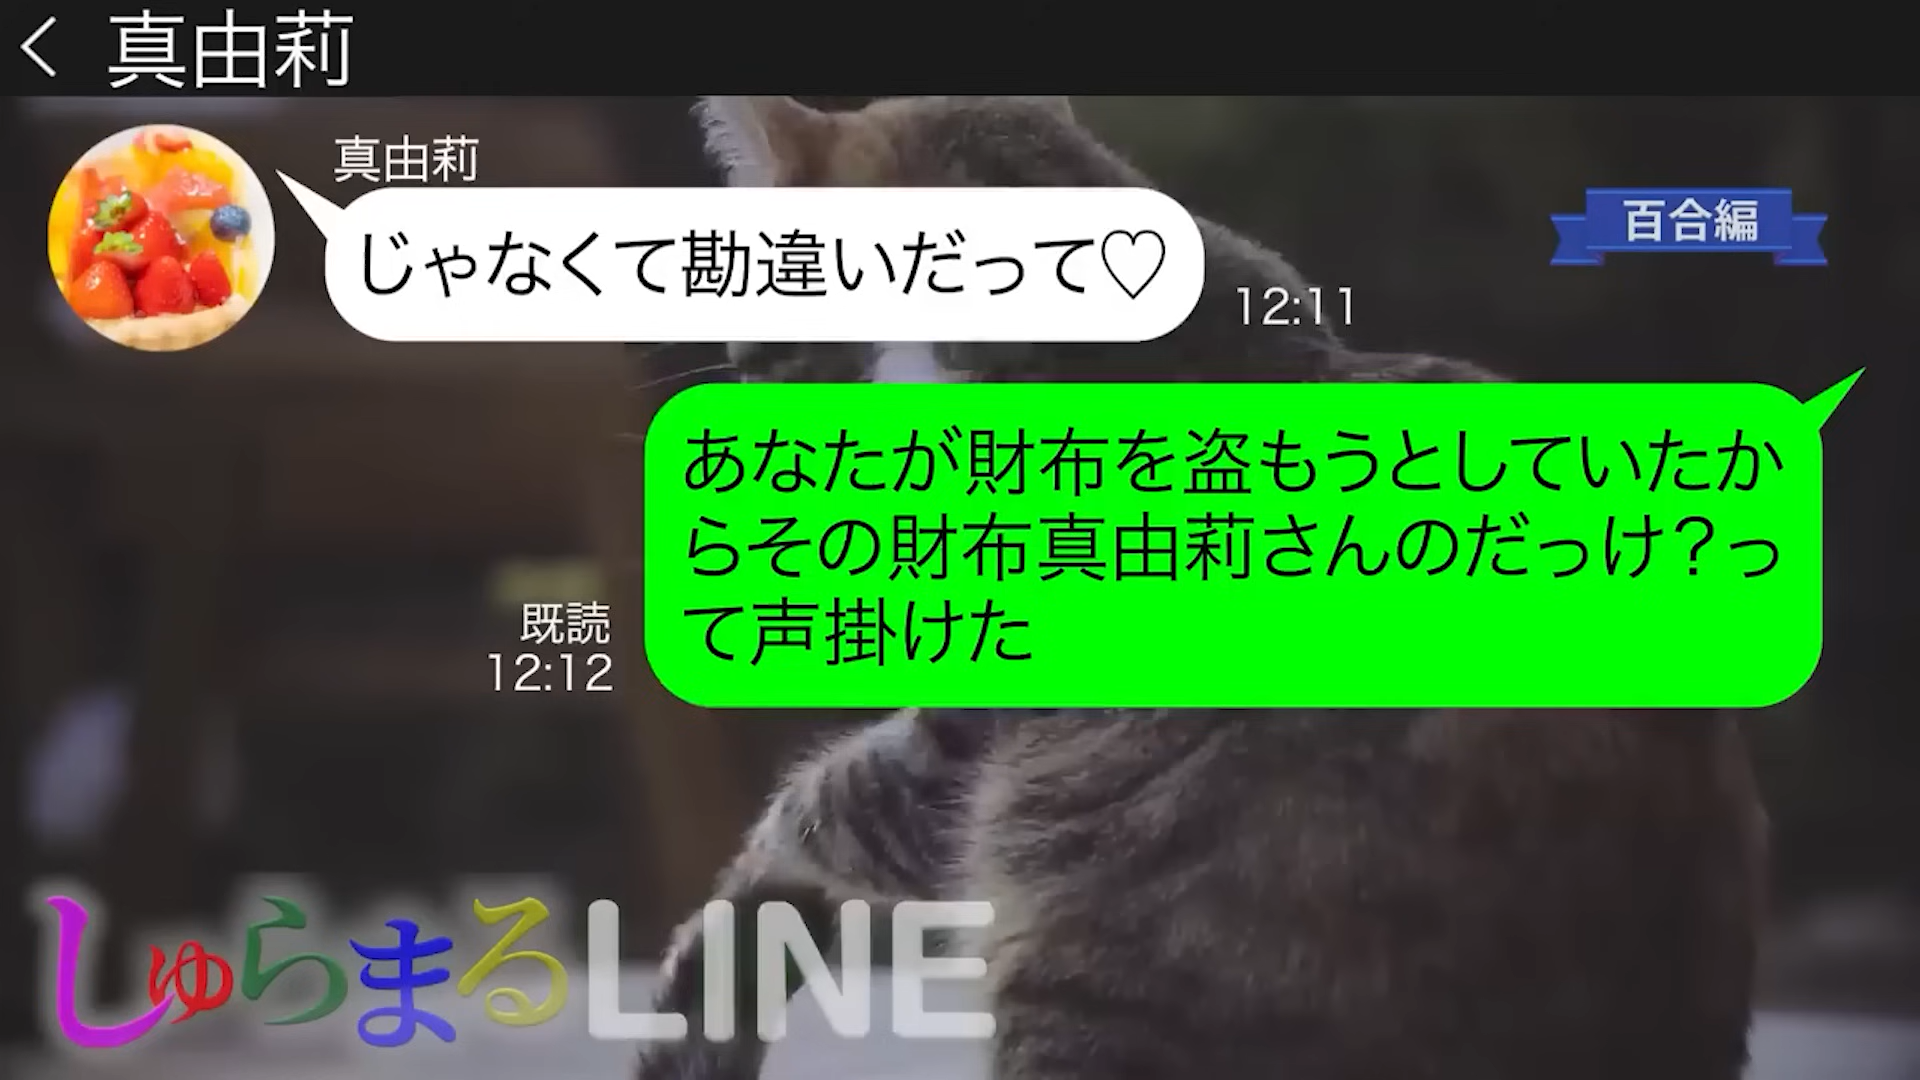 真由莉
真由莉
じゃなくて勘違いだって♡
12:11
百合編
あなたが財布を盗もうとしていたか
らその財布真由莉さんのだっけ？っ
て声掛けた
既読
12:12
しゅらまるLINE